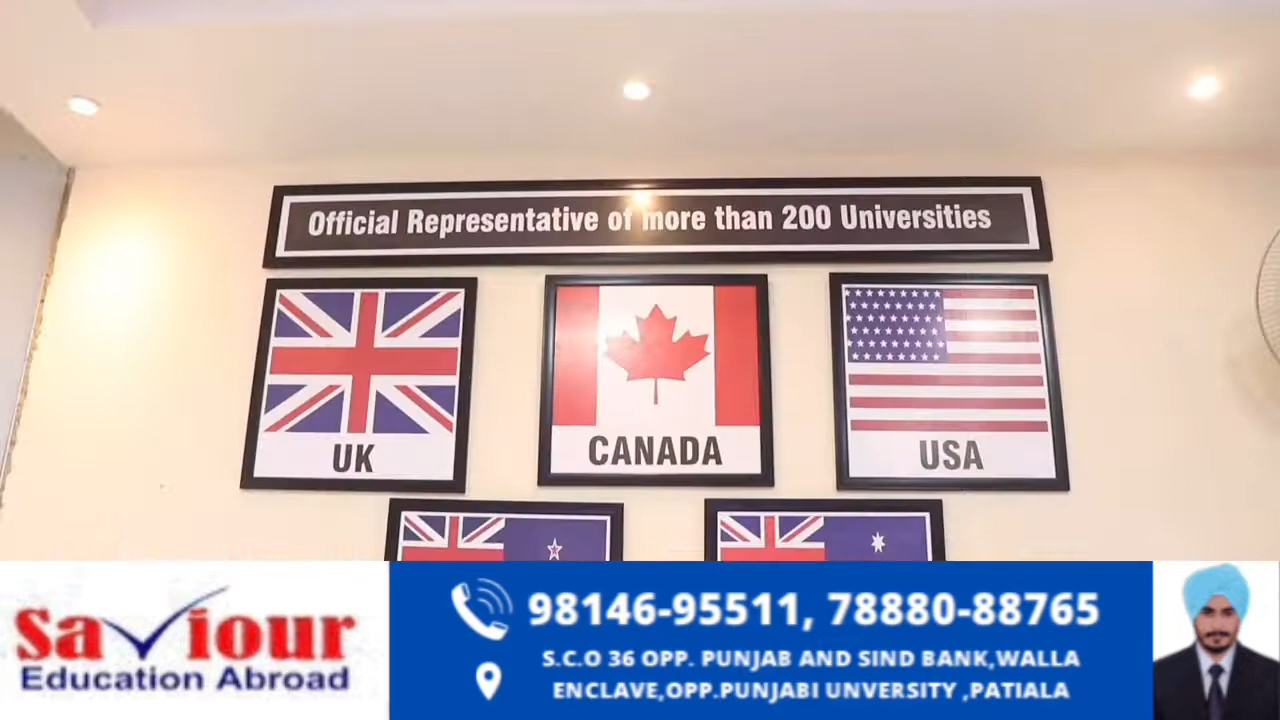 Official Representative of more than 200 Universities
UK
CANADA
USA
Saviour
Education Abroad
98146-95511, 78880-88765
S.C.O 36 OPP. PUNJAB AND SIND BANK,WALLA
ENCLAVE,OPP.PUNJABI UNVERSITY ,PATIALA